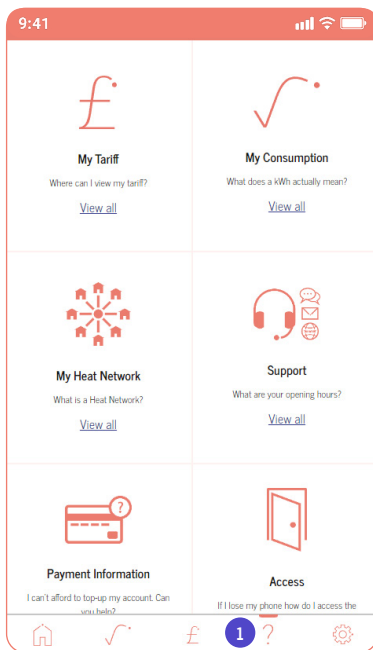 9:41
My Tariff
Where can I view my tariff?
View all
My Consumption
What does a kWh actually mean?
View all
My Heat Network
What is a Heat Network?
View all
Support
What are your opening hours?
View all
Payment Information
I can't afford to top-up my account. Can
you help?
Access
If I lose my phone how do I access the
1